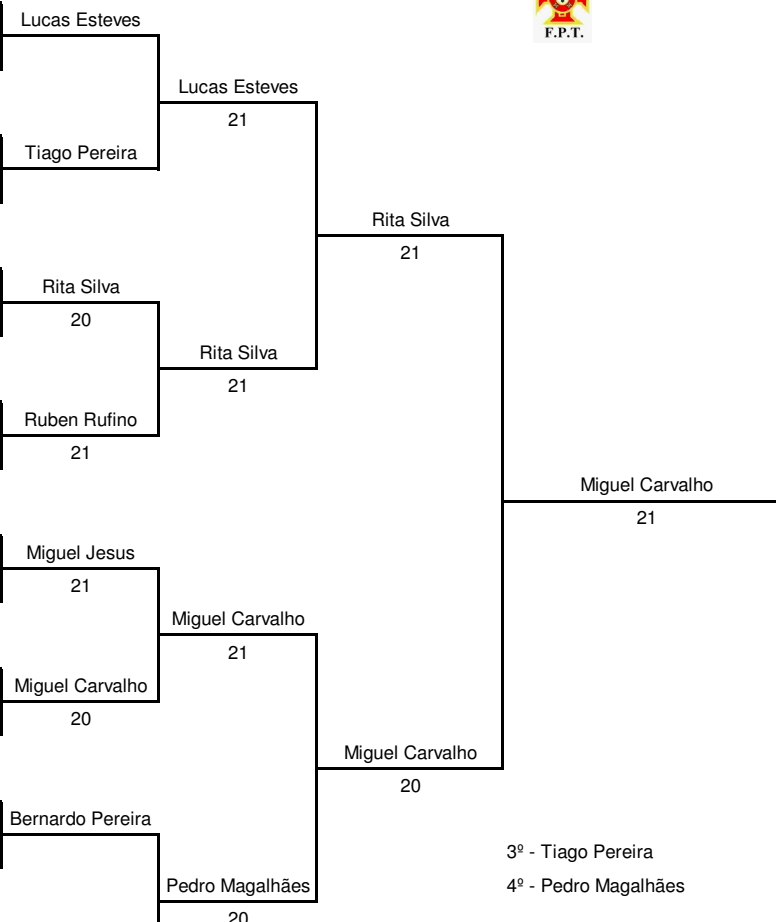 Lucas Esteves
F.P.T.
Lucas Esteves
21
Tiago Pereira
Rita Silva
21
Rita Silva
20
Rita Silva
21
Ruben Rufino
21
Miguel Carvalho
21
Miguel Jesus
21
Miguel Carvalho
21
Miguel Carvalho
20
Miguel Carvalho
20
Bernardo Pereira
3º - Tiago Pereira
Pedro Magalhães
4º - Pedro Magalhães
20